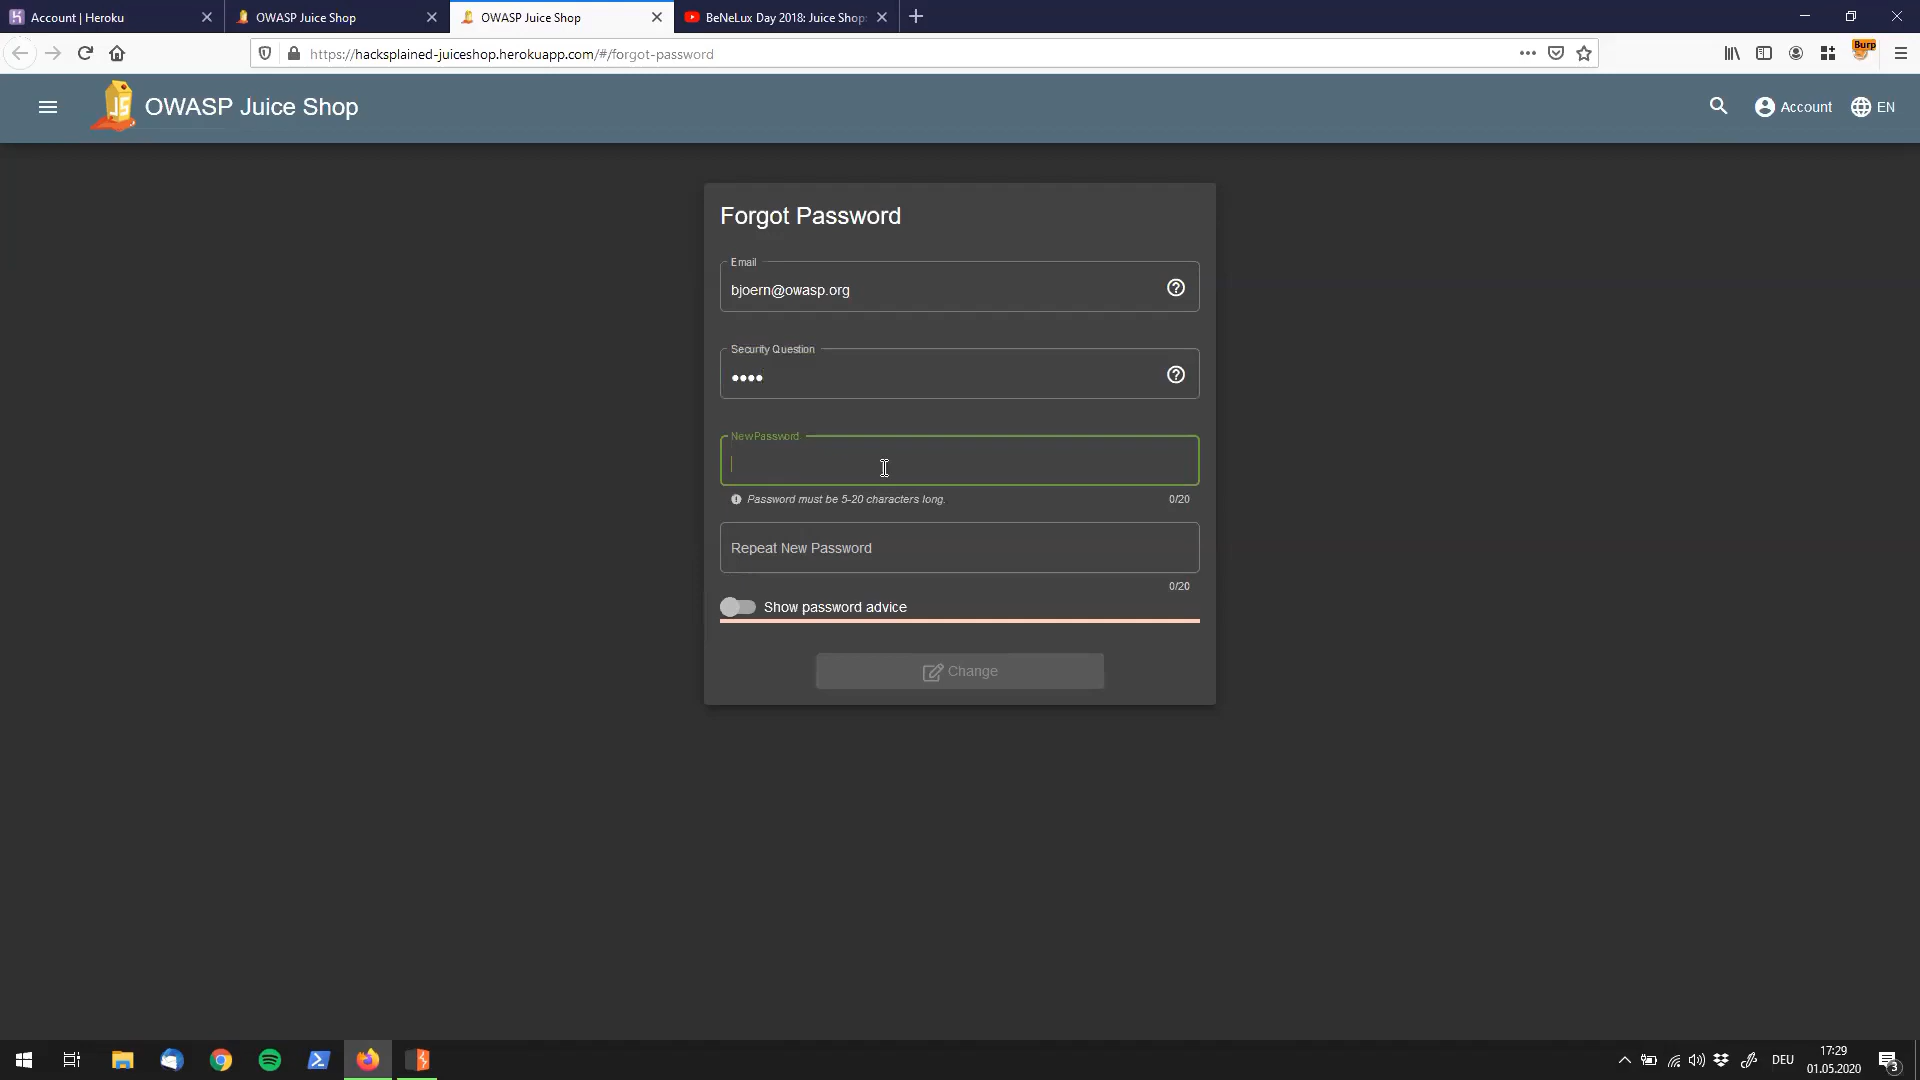 Account | Heroku
OWASP Juice Shop
OWASP Juice Shop
BeNeLux Day 2018: Juice Shop:
https://hacksplained-juiceshop.herokuapp.com/#/forgot-password
Burp
JS
OWASP Juice Shop
Account
EN
Forgot Password
Email
bjoern@owasp.org
Security Question
••••
New Password
Password must be 5-20 characters long.
0/20
Repeat New Password
0/20
Show password advice
Change
DEU
17:29
01.05.2020
3